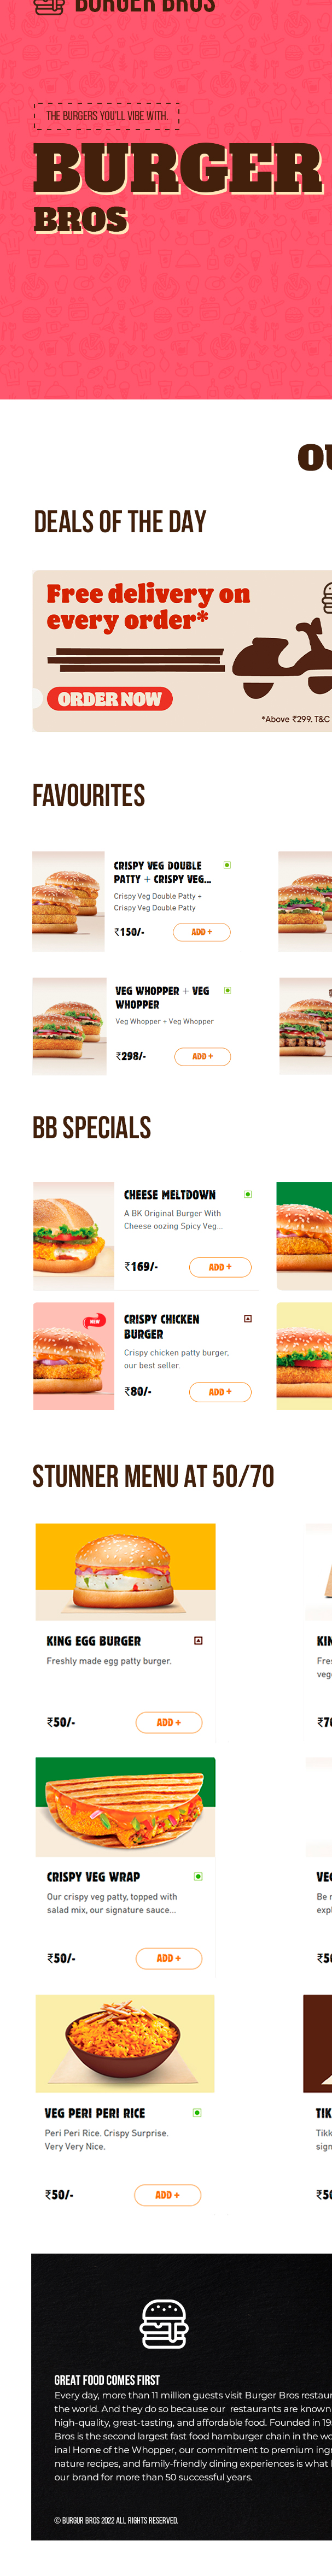 BURGER BROS
THE BURGERS YOU'LL VIBE WITH.
BURGER
BROS
OU
DEALS OF THE DAY
Free delivery on
every order*
ORDER NOW
*Above ₹299. T&C
FAVOURITES
CRISPY VEG DOUBLE
PATTY + CRISPY VEG...
Crispy Veg Double Patty +
Crispy Veg Double Patty
₹150/-
ADD +
VEG WHOPPER + VEG
WHOPPER
Veg Whopper + Veg Whopper
₹298/-
ADD +
BB SPECIALS
CHEESE MELTDOWN
A BK Original Burger With
Cheese oozing Spicy Veg...
₹169/-
ADD +
NEW
CRISPY CHICKEN
BURGER
Crispy chicken patty burger,
our best seller.
₹80/-
ADD +
STUNNER MENU AT 50/70
KING EGG BURGER
Freshly made egg patty burger.
₹50/-
ADD +
KIN
Fres
veg
₹70
CRISPY VEG WRAP
Our crispy veg patty, topped with
salad mix, our signature sauce...
₹50/-
ADD +
VEG
Be r
expl
₹50
VEG PERI PERI RICE
Peri Peri Rice. Crispy Surprise.
Very Very Nice.
₹50/-
ADD +
TIK
Tikk
sign
₹50
GREAT FOOD COMES FIRST
Every day, more than 11 million guests visit Burger Bros restaur
the world. And they do so because our restaurants are known
high-quality, great-tasting, and affordable food. Founded in 19
Bros is the second largest fast food hamburger chain in the wo
inal Home of the Whopper, our commitment to premium ingr
nature recipes, and family-friendly dining experiences is what
our brand for more than 50 successful years.
© BURGUR BROS 2022 ALL RIGHTS RESERVED.